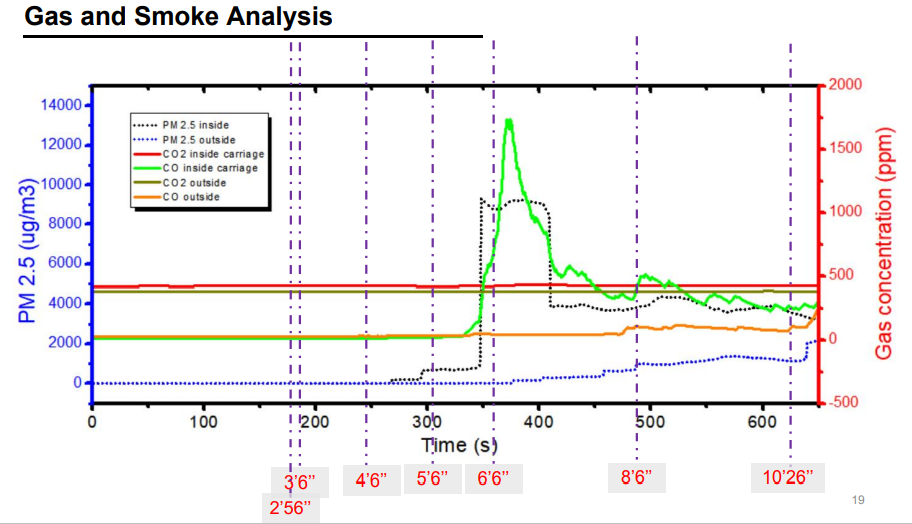 Gas and Smoke Analysis
PM 2.5 (ug/m3)
14000
12000
10000
8000
6000
4000
2000
0
PM 2.5 inside
PM 2.5 outside
CO2 inside carriage
CO inside carriage
CO2 outside
CO outside
2000
1500
1000
500
0
-500
Gas concentration (ppm)
0 100 200 300 400 500 600
Time (s)
3’6’’ 4’6’’ 5’6’’ 6’6’’ 8’6’’ 10’26’’
2’56’’
19